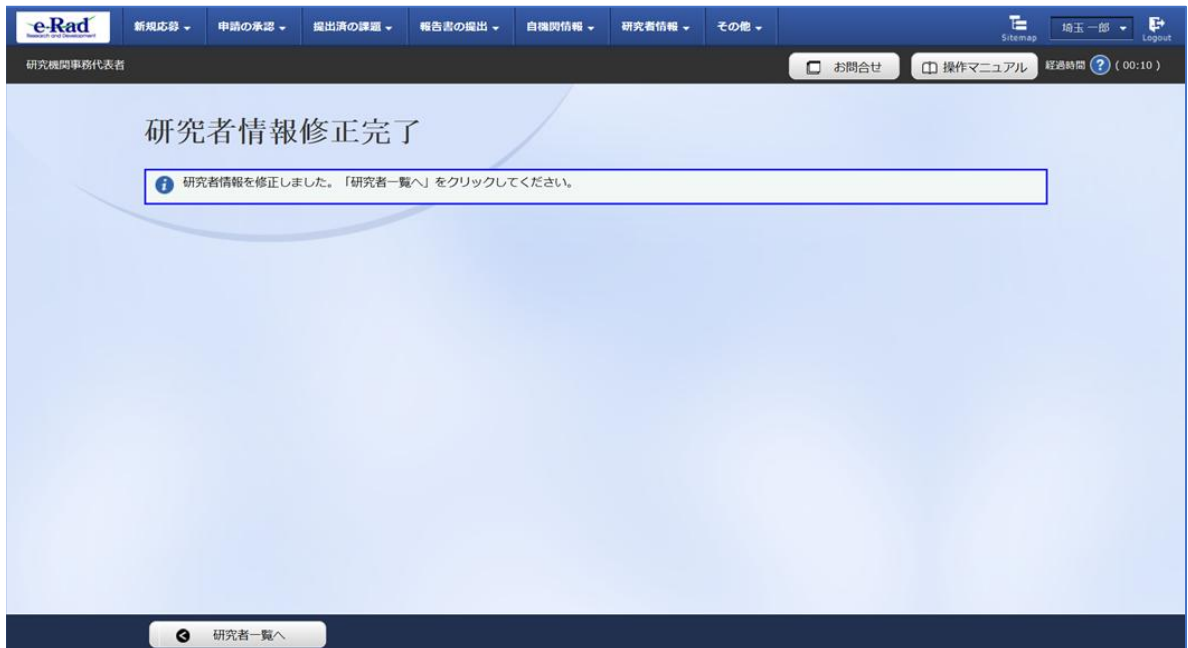 e-Rad
Research and Development
新規応募
申請の承認
提出済の課題
報告書の提出
自機関情報
研究者情報
その他
Sitemap
埼玉 一郎
Logout
研究機関事務代表者
お問合せ
操作マニュアル
経過時間 ? ( 00:10 )
研究者情報修正完了
研究者情報を修正しました。「研究者一覧へ」をクリックしてください。
研究者一覧へ